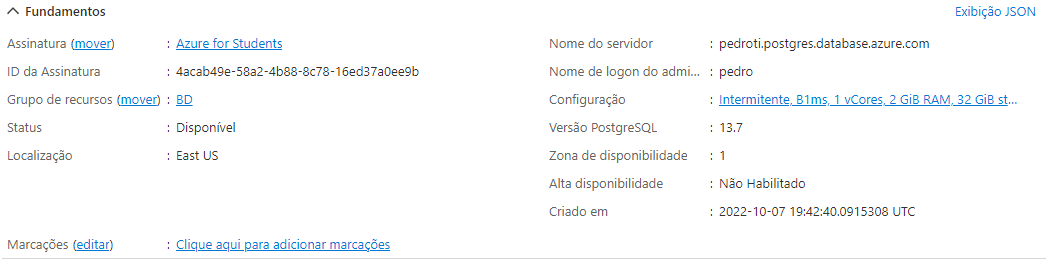 Fundamentos
Exibição JSON
Assinatura (mover) : Azure for Students
ID da Assinatura : 4acab49e-58a2-4b88-8c78-16ed37a0ee9b
Grupo de recursos (mover) : BD
Status : Disponível
Localização : East US
Nome do servidor : pedroti.postgres.database.azure.com
Nome de logon do admi... : pedro
Configuração : Intermitente, B1ms, 1 vCores, 2 GiB RAM, 32 GiB st...
Versão PostgreSQL : 13.7
Zona de disponibilidade : 1
Alta disponibilidade : Não Habilitado
Criado em : 2022-10-07 19:42:40.0915308 UTC
Marcações (editar) : Clique aqui para adicionar marcações